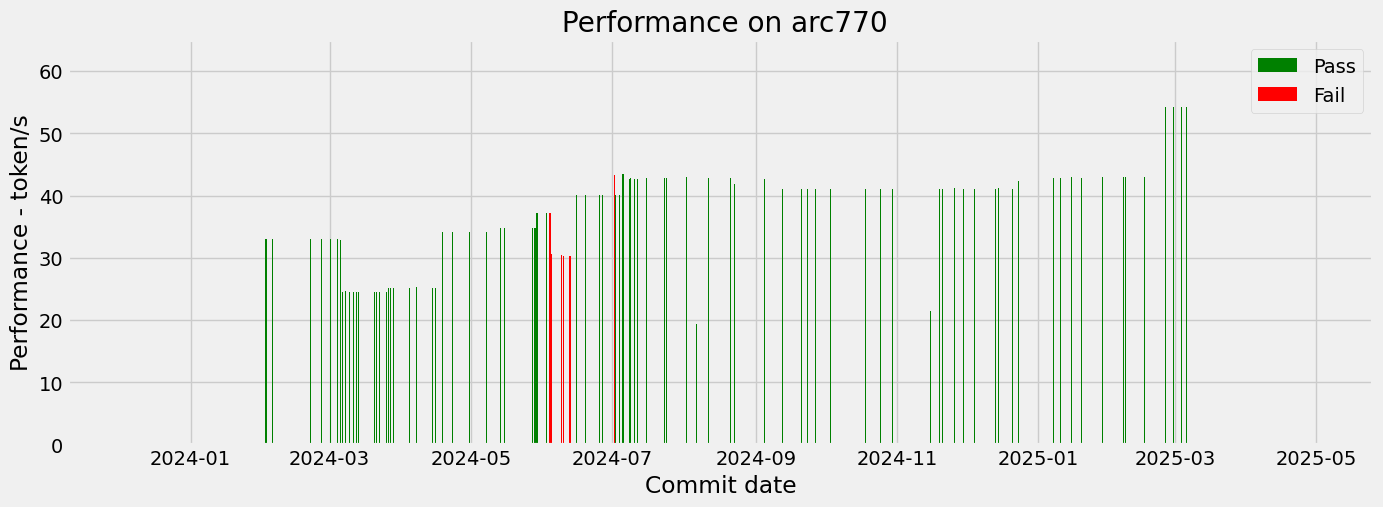 Performance on arc770
Pass
Fail
Performance - token/s
60
50
40
30
20
10
0
2024-01 2024-03 2024-05 2024-07 2024-09 2024-11 2025-01 2025-03 2025-05
Commit date